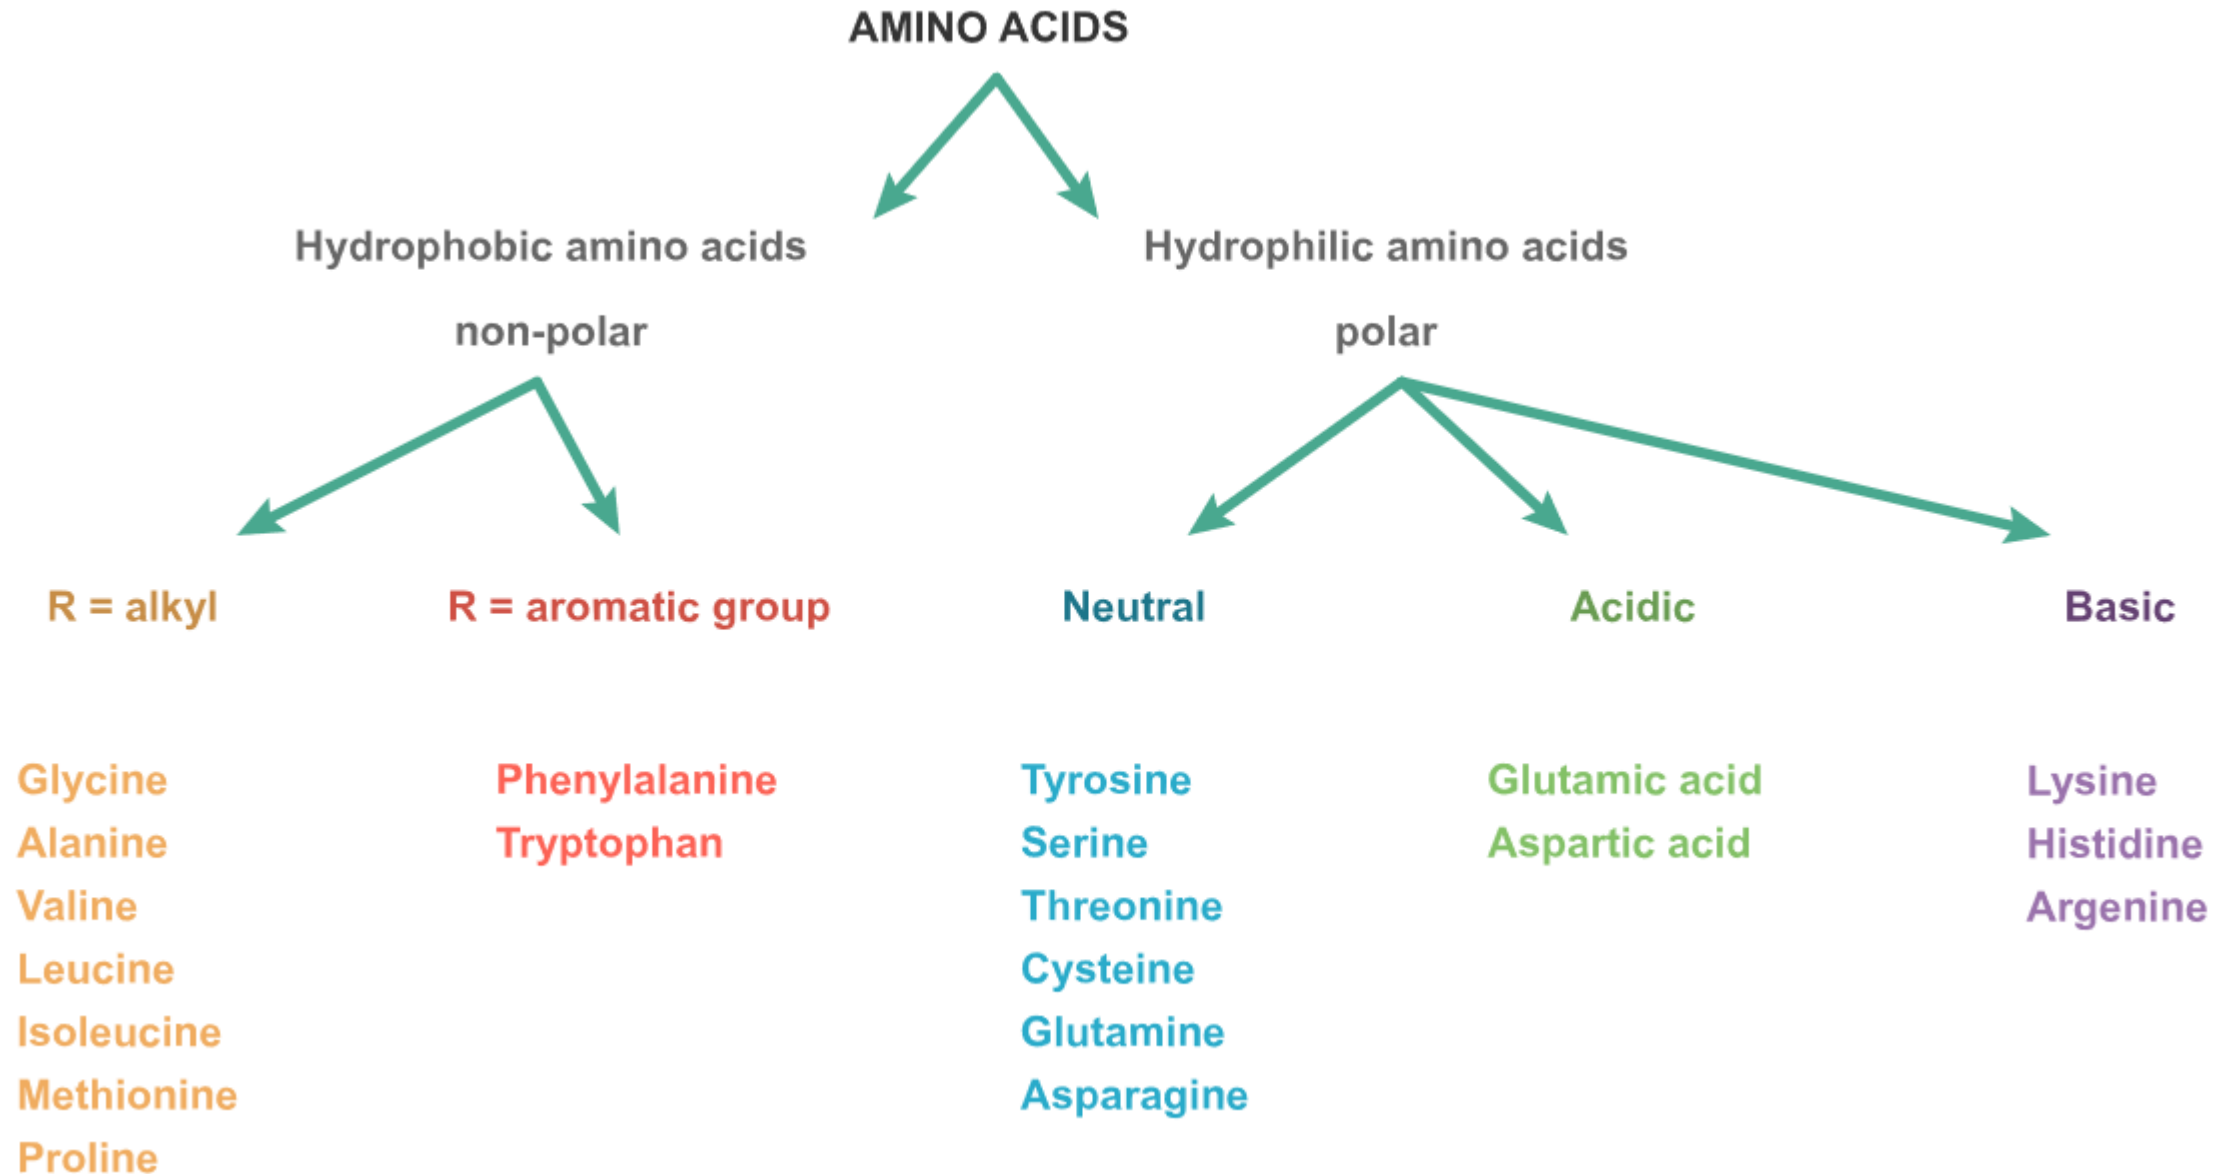 AMINO ACIDS
Hydrophobic amino acids
non-polar
Hydrophilic amino acids
polar
R = alkyl
Glycine
Alanine
Valine
Leucine
Isoleucine
Methionine
Proline
R = aromatic group
Phenylalanine
Tryptophan
Neutral
Tyrosine
Serine
Threonine
Cysteine
Glutamine
Asparagine
Acidic
Glutamic acid
Aspartic acid
Basic
Lysine
Histidine
Argenine